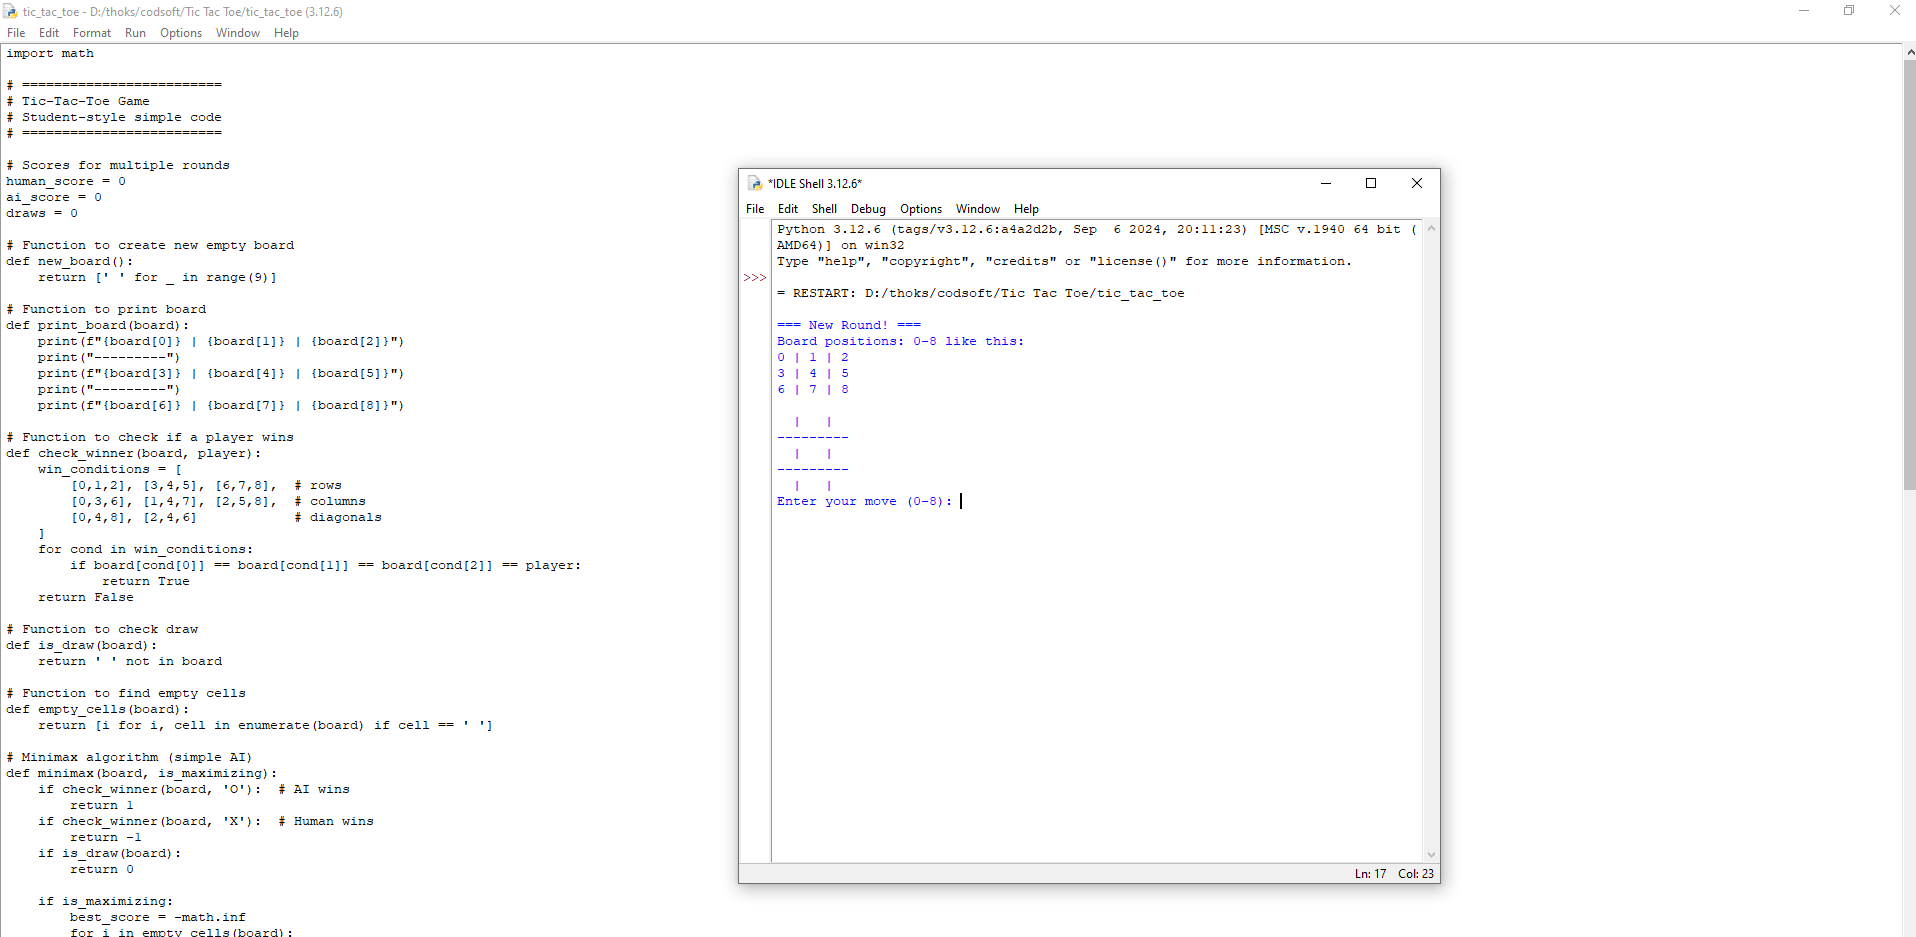 tic_tac_toe - D:/thoks/codsoft/Tic Tac Toe/tic_tac_toe (3.12.6)
File Edit Format Run Options Window Help
import math

# =========================
# Tic-Tac-Toe Game
# Student-style simple code
# =========================

# Scores for multiple rounds
human_score = 0
ai_score = 0
draws = 0

# Function to create new empty board
def new_board():
    return [' ' for _ in range(9)]

# Function to print board
def print_board(board):
    print(f"{board[0]} | {board[1]} | {board[2]}")
    print("---------")
    print(f"{board[3]} | {board[4]} | {board[5]}")
    print("---------")
    print(f"{board[6]} | {board[7]} | {board[8]}")

# Function to check if a player wins
def check_winner(board, player):
    win_conditions = [
        [0,1,2], [3,4,5], [6,7,8],  # rows
        [0,3,6], [1,4,7], [2,5,8],  # columns
        [0,4,8], [2,4,6]            # diagonals
    ]
    for cond in win_conditions:
        if board[cond[0]] == board[cond[1]] == board[cond[2]] == player:
            return True
    return False

# Function to check draw
def is_draw(board):
    return ' ' not in board

# Function to find empty cells
def empty_cells(board):
    return [i for i, cell in enumerate(board) if cell == ' ']

# Minimax algorithm (simple AI)
def minimax(board, is_maximizing):
    if check_winner(board, 'O'):  # AI wins
        return 1
    if check_winner(board, 'X'):  # Human wins
        return -1
    if is_draw(board):
        return 0

    if is_maximizing:
        best_score = -math.inf
        for i in empty_cells(board):
*IDLE Shell 3.12.6*
File Edit Shell Debug Options Window Help
Python 3.12.6 (tags/v3.12.6:a4a2d2b, Sep  6 2024, 20:11:23) [MSC v.1940 64 bit (
AMD64)] on win32
Type "help", "copyright", "credits" or "license()" for more information.
>>>
= RESTART: D:/thoks/codsoft/Tic Tac Toe/tic_tac_toe

=== New Round! ===
Board positions: 0-8 like this:
0 | 1 | 2
3 | 4 | 5
6 | 7 | 8

  |   |
---------
  |   |
---------
  |   |
Enter your move (0-8):
Ln: 17 Col: 23